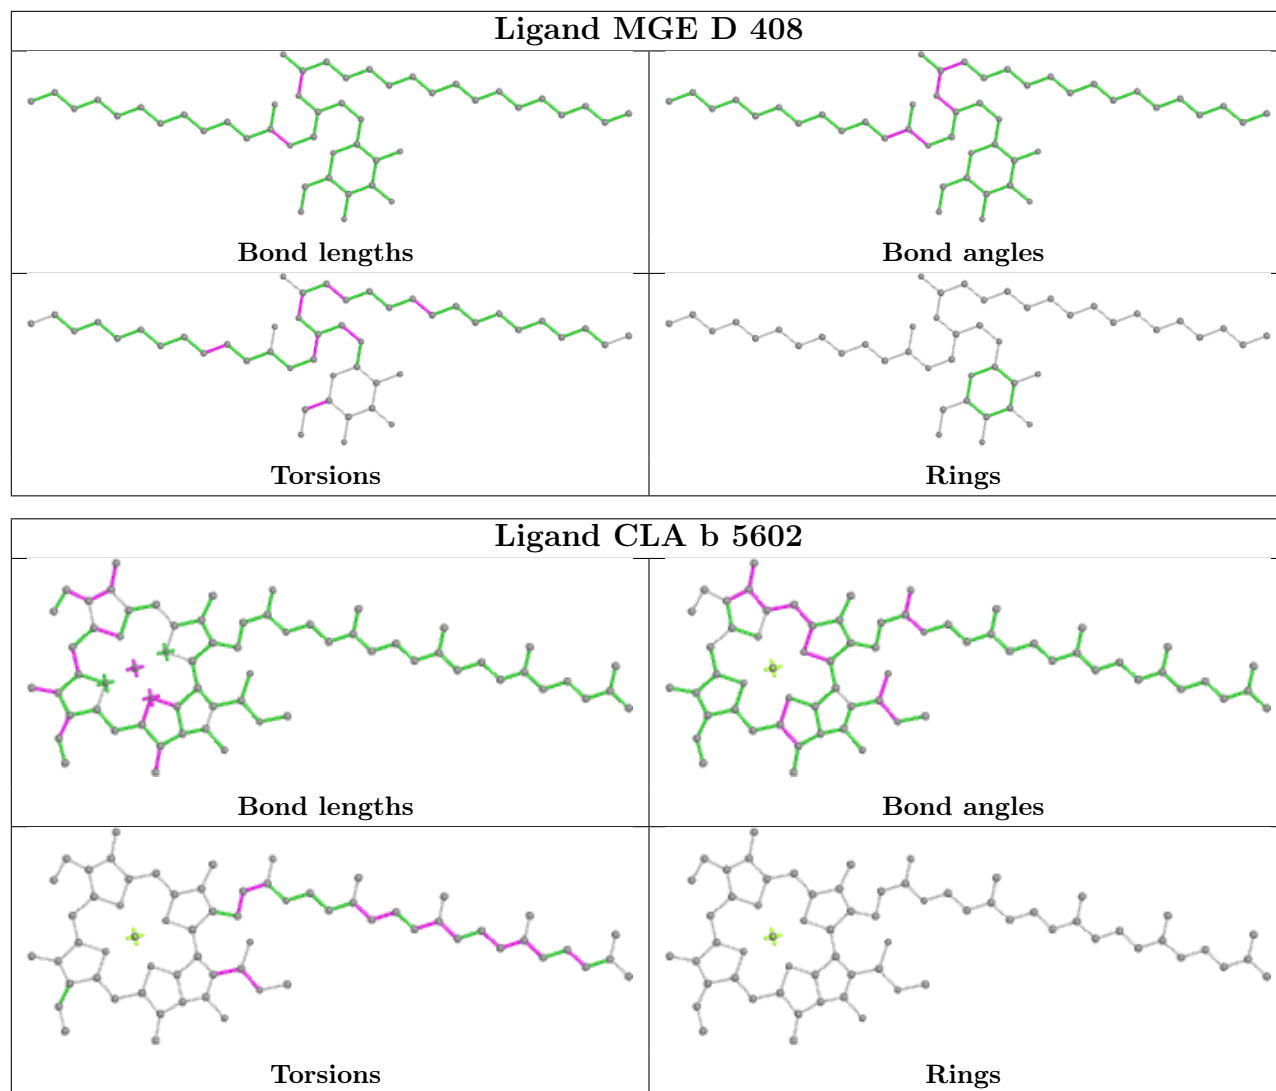 Ligand MGE D 408
Bond lengths
Bond angles
Torsions
Rings
Ligand CLA b 5602
Bond lengths
Bond angles
Torsions
Rings